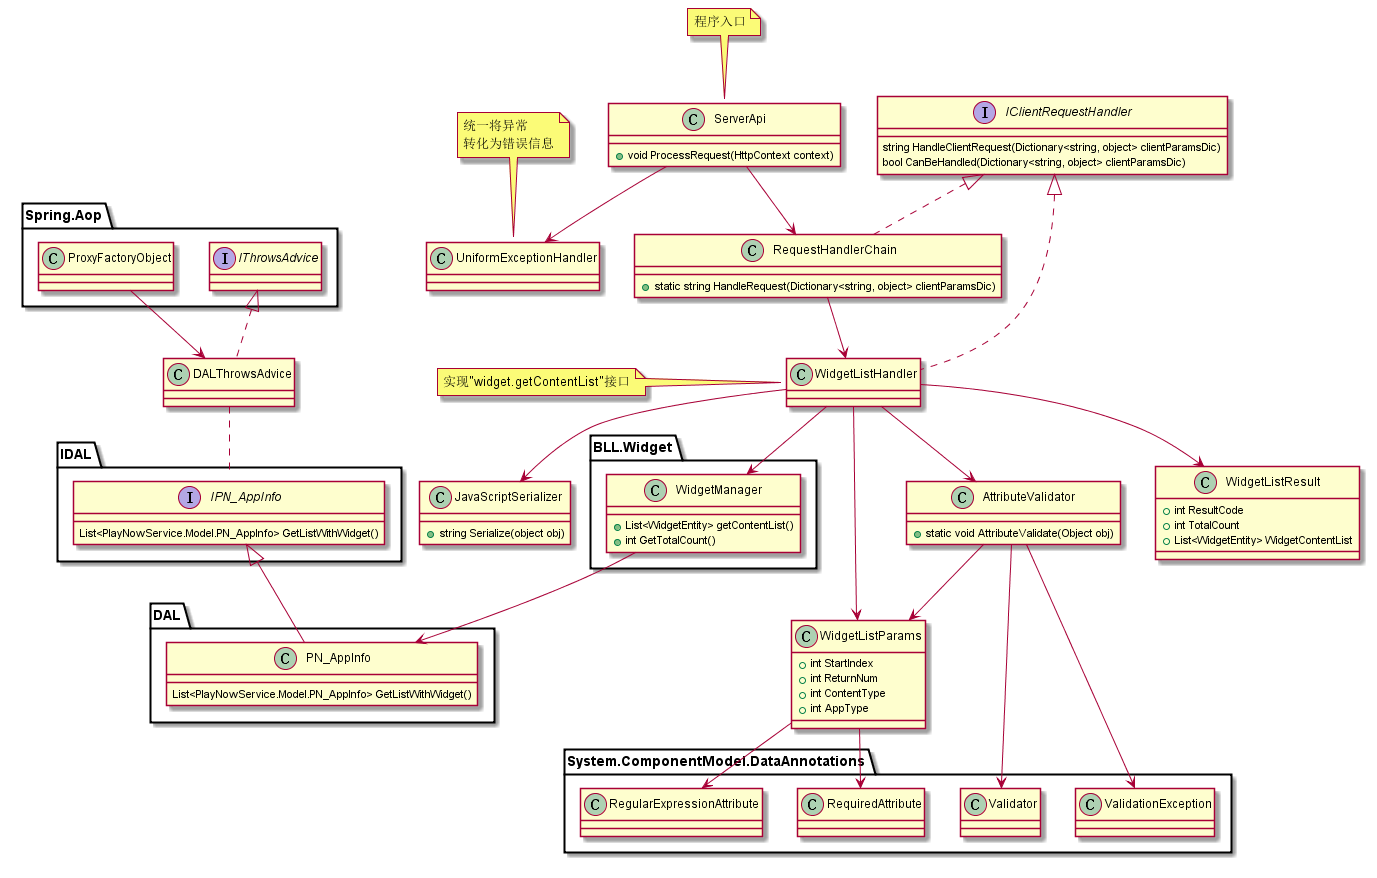 程序入口
C ServerApi
void ProcessRequest(HttpContext context)
I IClientRequestHandler
string HandleClientRequest(Dictionary<string, object> clientParamsDic)
bool CanBeHandled(Dictionary<string, object> clientParamsDic)
统一将异常
转化为错误信息
Spring.Aop
C ProxyFactoryObject
I IThrowsAdvice
C UniformExceptionHandler
C RequestHandlerChain
static string HandleRequest(Dictionary<string, object> clientParamsDic)
C DALThrowsAdvice
实现"widget.getContentList"接口
C WidgetListHandler
IDAL
I IPN_AppInfo
List<PlayNowService.Model.PN_AppInfo> GetListWithWidget()
C JavaScriptSerializer
string Serialize(object obj)
BLL.Widget
C WidgetManager
List<WidgetEntity> getContentList()
int GetTotalCount()
C AttributeValidator
static void AttributeValidate(Object obj)
C WidgetListResult
int ResultCode
int TotalCount
List<WidgetEntity> WidgetContentList
DAL
C PN_AppInfo
List<PlayNowService.Model.PN_AppInfo> GetListWithWidget()
C WidgetListParams
int StartIndex
int ReturnNum
int ContentType
int AppType
System.ComponentModel.DataAnnotations
C RegularExpressionAttribute
C RequiredAttribute
C Validator
C ValidationException